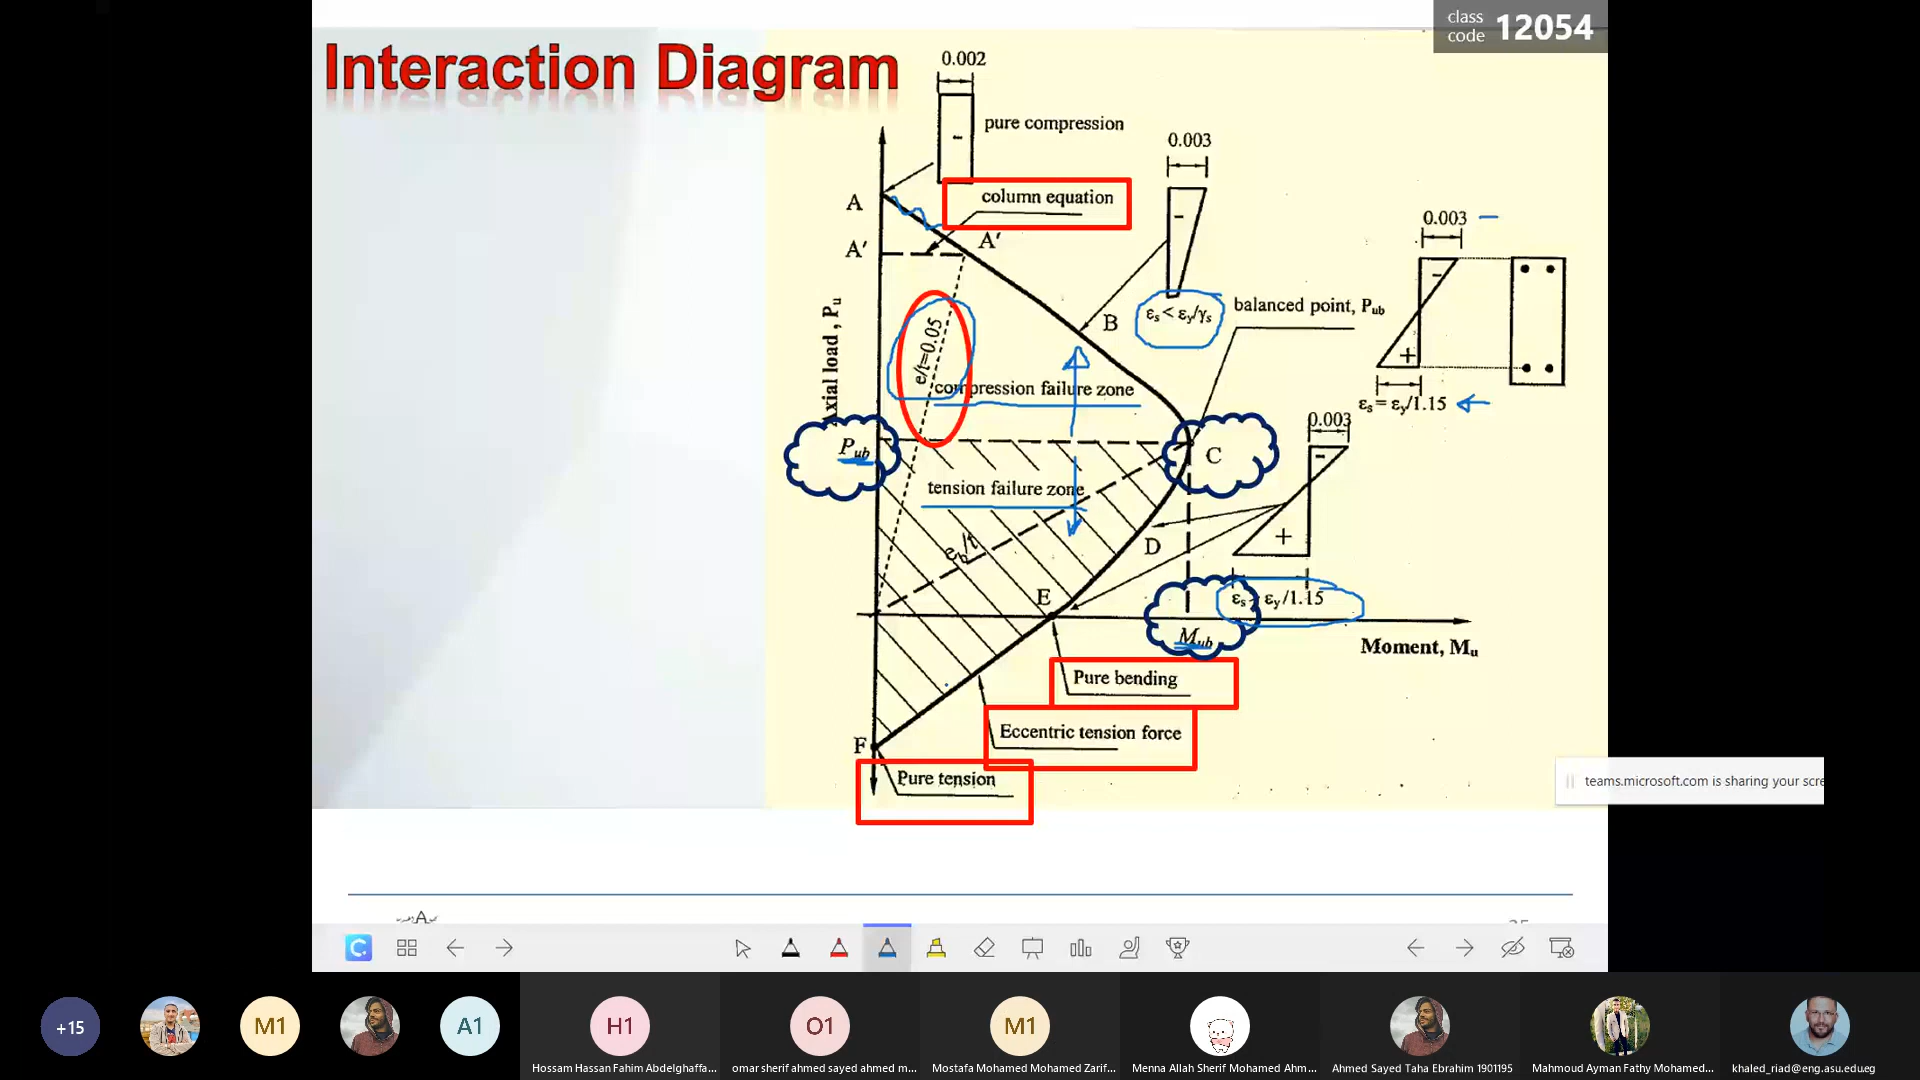 Interaction Diagram
class
code 12054
0.002
pure compression
-
0.003
column equation
-
0.003
A
A'
A'
-
Axial load , Pu
e/t=0.05
B
εs < εy/γs
balanced point, Pub
+
compression failure zone
εs = εy/1.15
0.003
Pub
C
-
tension failure zone
eb/t
D
+
E
εs > εy/1.15
Mub
Moment, Mu
Pure bending
Eccentric tension force
F
Pure tension
teams.microsoft.com is sharing your scre
C
+15
M1
A1
H1
O1
M1
Hossam Hassan Fahim Abdelghaffa...
omar sherif ahmed sayed ahmed m...
Mostafa Mohamed Mohamed Zarif...
Menna Allah Sherif Mohamed Ahm...
Ahmed Sayed Taha Ebrahim 1901195
Mahmoud Ayman Fathy Mohamed...
khaled_riad@eng.asu.edu.eg